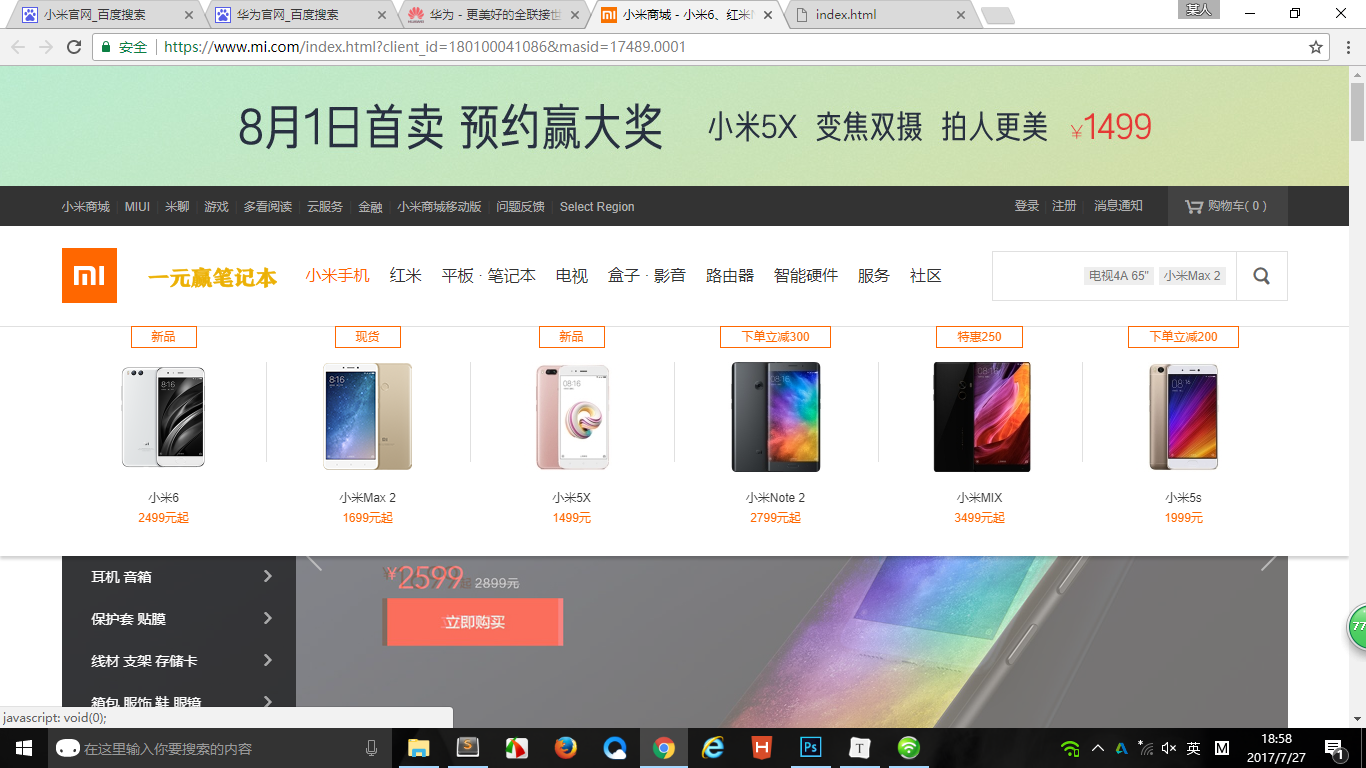 小米官网_百度搜索
华为官网_百度搜索
华为 - 更美好的全联接世
小米商城 - 小米6、红米
index.html
某人
安全
https://www.mi.com/index.html?client_id=180100041086&masid=17489.0001
8月1日首卖 预约赢大奖 小米5X 变焦双摄 拍人更美 ¥1499
小米商城 MIUI 米聊 游戏 多看阅读 云服务 金融 小米商城移动版 问题反馈 Select Region 登录 注册 消息通知 购物车( 0 )
一元赢笔记本 小米手机 红米 平板 · 笔记本 电视 盒子 · 影音 路由器 智能硬件 服务 社区 电视4A 65" 小米Max 2
新品 现货 新品 下单立减300 特惠250 下单立减200
小米6 小米Max 2 小米5X 小米Note 2 小米MIX 小米5s
2499元起 1699元起 1499元 2799元起 3499元起 1999元
耳机 音箱
¥2599 2899元
保护套 贴膜
立即购买
线材 支架 存储卡
箱包 服饰 鞋 眼镜
77
javascript: void(0);
在这里输入你要搜索的内容
英
M
18:58
2017/7/27
1